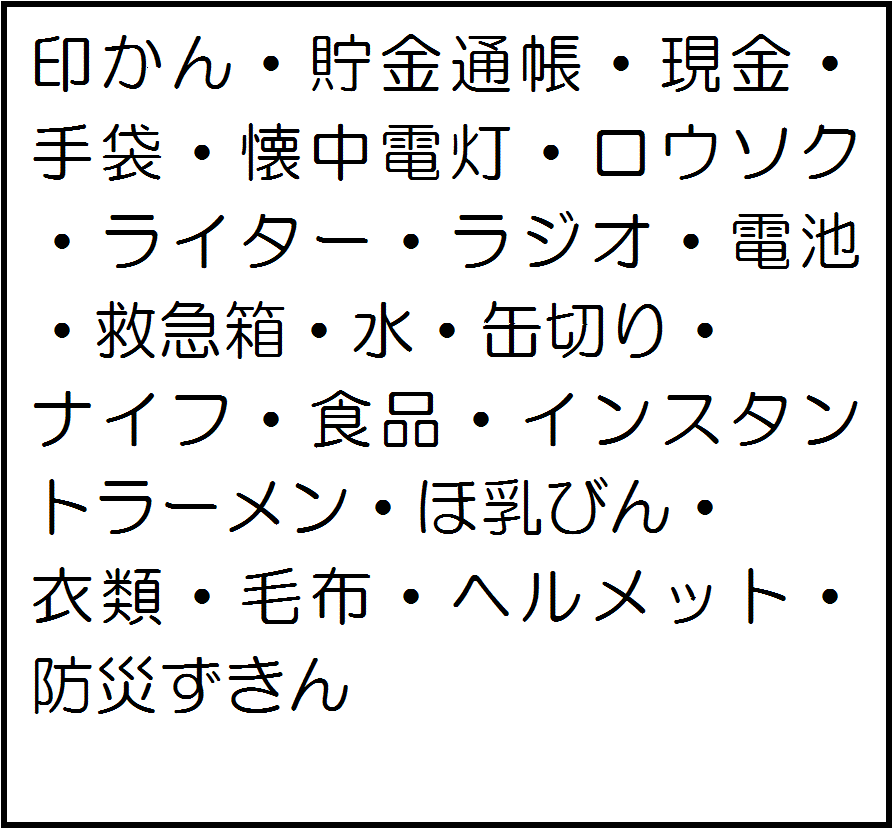 印かん・貯金通帳・現金・
手袋・懐中電灯・ロウソク
・ライター・ラジオ・電池
・救急箱・水・缶切り・
ナイフ・食品・インスタン
トラーメン・ほ乳びん・
衣類・毛布・ヘルメット・
防災ずきん